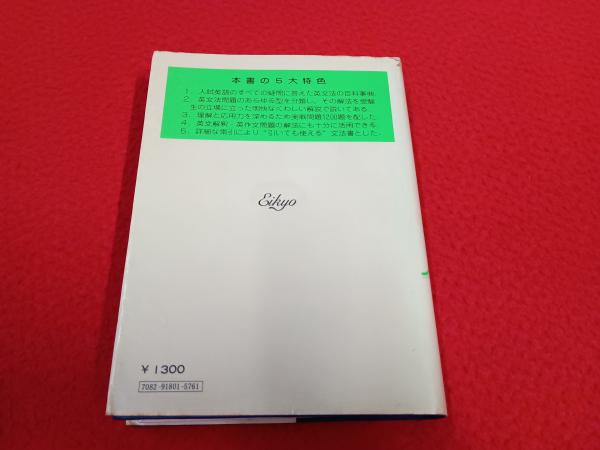 本書の5大特色
1. 入試英語のすべての疑問に答えた英文法の百科事典.
2. 英文法問題のあらゆる型を分類し, その解法を受験
生の立場に立った明快なくわしい解説で説いてある.
3. 理解と応用力を深めるため実戦問題1200題を配した.
4. 英文解釈・英作文問題の解法にも十分に活用できる.
5. 詳細な索引により“引いても使える”文法書とした.
Eikyo
¥1300
7082-91801-5761